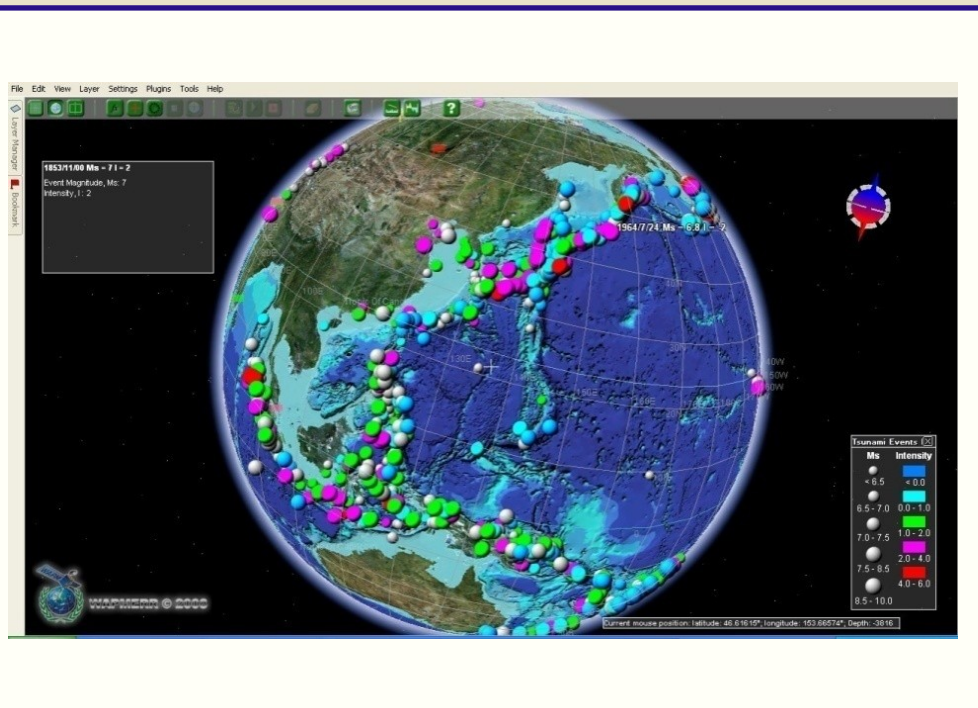 File Edit View Layer Settings Plugins Tools Help
Layer Manager
Bookmark
1853/11/00 Ms - 7 I - 2
Event Magnitude, Ms: 7
Intensity, I : 2
1964/7/24 Ms - 6.8 I - 2
100E
130E
Tsunami Events
Ms Intensity
< 6.5 < 0.0
6.5 - 7.0 0.0 - 1.0
7.0 - 7.5 1.0 - 2.0
7.5 - 8.5 2.0 - 4.0
8.5 - 10.0 4.0 - 6.0
WAPMERR ©
Current mouse position: latitude: 46.61615°, longitude: 153.66574°, Depth: -3816